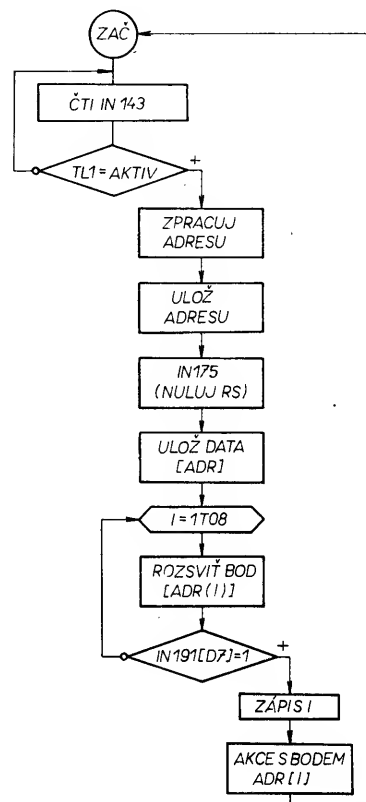 ZAČ
ČTI IN 143
TL1 = AKTIV
+
ZPRACUJ
ADRESU
ULOŽ
ADRESU
IN175
(NULUJ RS)
ULOŽ DATA
[ADR]
I = 1TO8
ROZSVIŤ BOD
[ADR(I)]
IN191[D7]=1
+
ZÁPIS I
AKCE S BODEM
ADR[I]